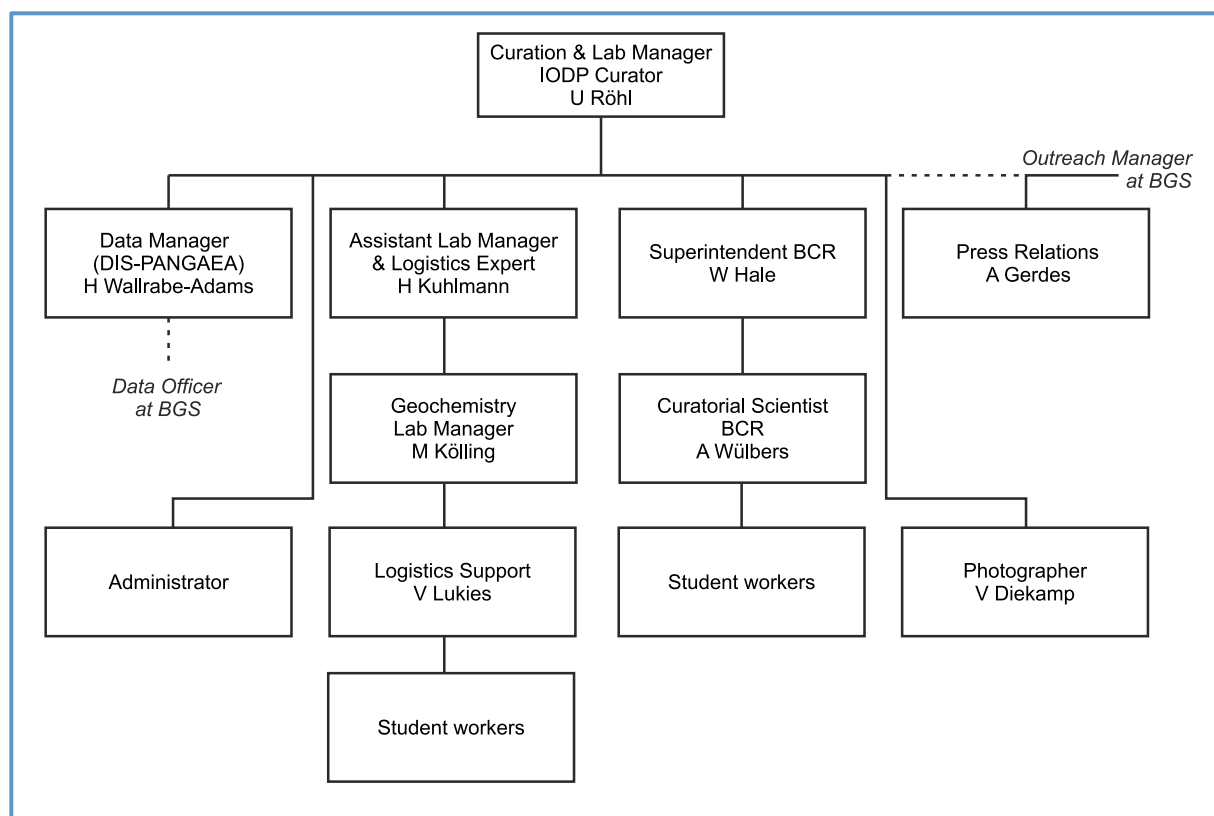 Curation & Lab Manager
IODP Curator
U Röhl
Outreach Manager
at BGS
Data Manager
(DIS-PANGAEA)
H Wallrabe-Adams
Assistant Lab Manager
& Logistics Expert
H Kuhlmann
Superintendent BCR
W Hale
Press Relations
A Gerdes
Data Officer
at BGS
Geochemistry
Lab Manager
M Kölling
Curatorial Scientist
BCR
A Wülbers
Administrator
Logistics Support
V Lukies
Student workers
Photographer
V Diekamp
Student workers